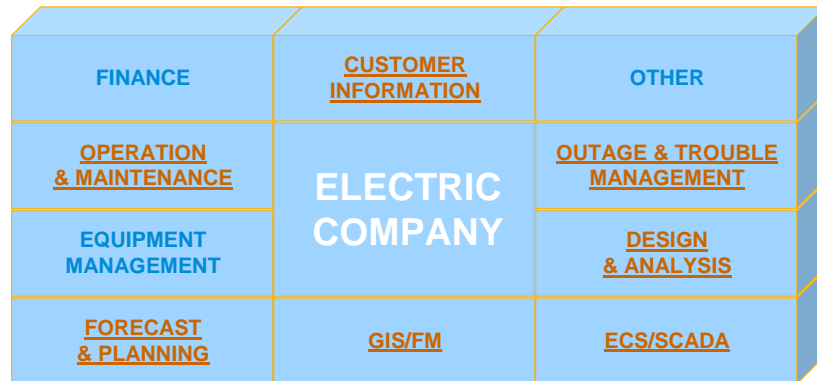 FINANCE
CUSTOMER
INFORMATION
OTHER
OPERATION
& MAINTENANCE
ELECTRIC
COMPANY
OUTAGE & TROUBLE
MANAGEMENT
EQUIPMENT
MANAGEMENT
DESIGN
& ANALYSIS
FORECAST
& PLANNING
GIS/FM
ECS/SCADA